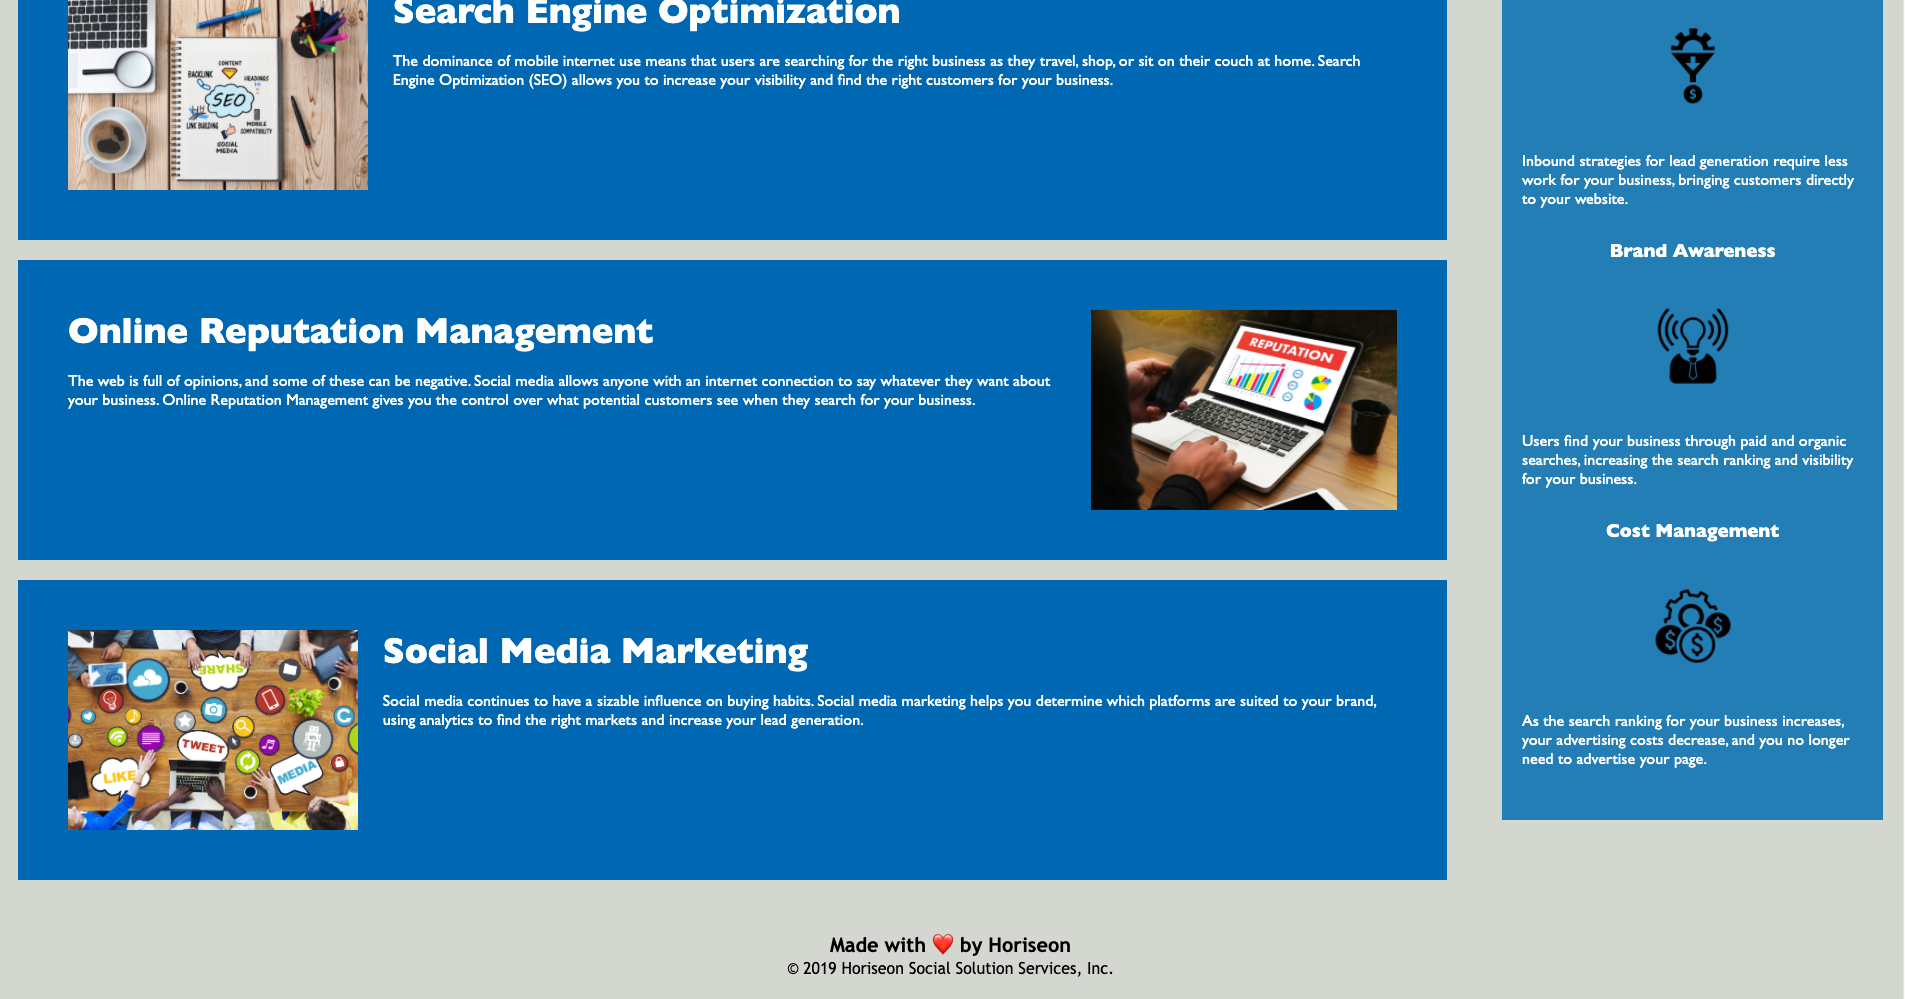 Search Engine Optimization
The dominance of mobile internet use means that users are searching for the right business as they travel, shop, or sit on their couch at home. Search
Engine Optimization (SEO) allows you to increase your visibility and find the right customers for your business.
CONTENT
BACKLINK
HEADINGS
SEO
LINK BUILDING
MOBILE
COMPATIBILITY
SOCIAL
MEDIA
Online Reputation Management
The web is full of opinions, and some of these can be negative. Social media allows anyone with an internet connection to say whatever they want about
your business. Online Reputation Management gives you the control over what potential customers see when they search for your business.
REPUTATION
Social Media Marketing
Social media continues to have a sizable influence on buying habits. Social media marketing helps you determine which platforms are suited to your brand,
using analytics to find the right markets and increase your lead generation.
SHARE
TWEET
LIKE
MEDIA
$
Inbound strategies for lead generation require less
work for your business, bringing customers directly
to your website.
Brand Awareness
Users find your business through paid and organic
searches, increasing the search ranking and visibility
for your business.
Cost Management
$ $ $
As the search ranking for your business increases,
your advertising costs decrease, and you no longer
need to advertise your page.
Made with ❤️ by Horiseon
© 2019 Horiseon Social Solution Services, Inc.